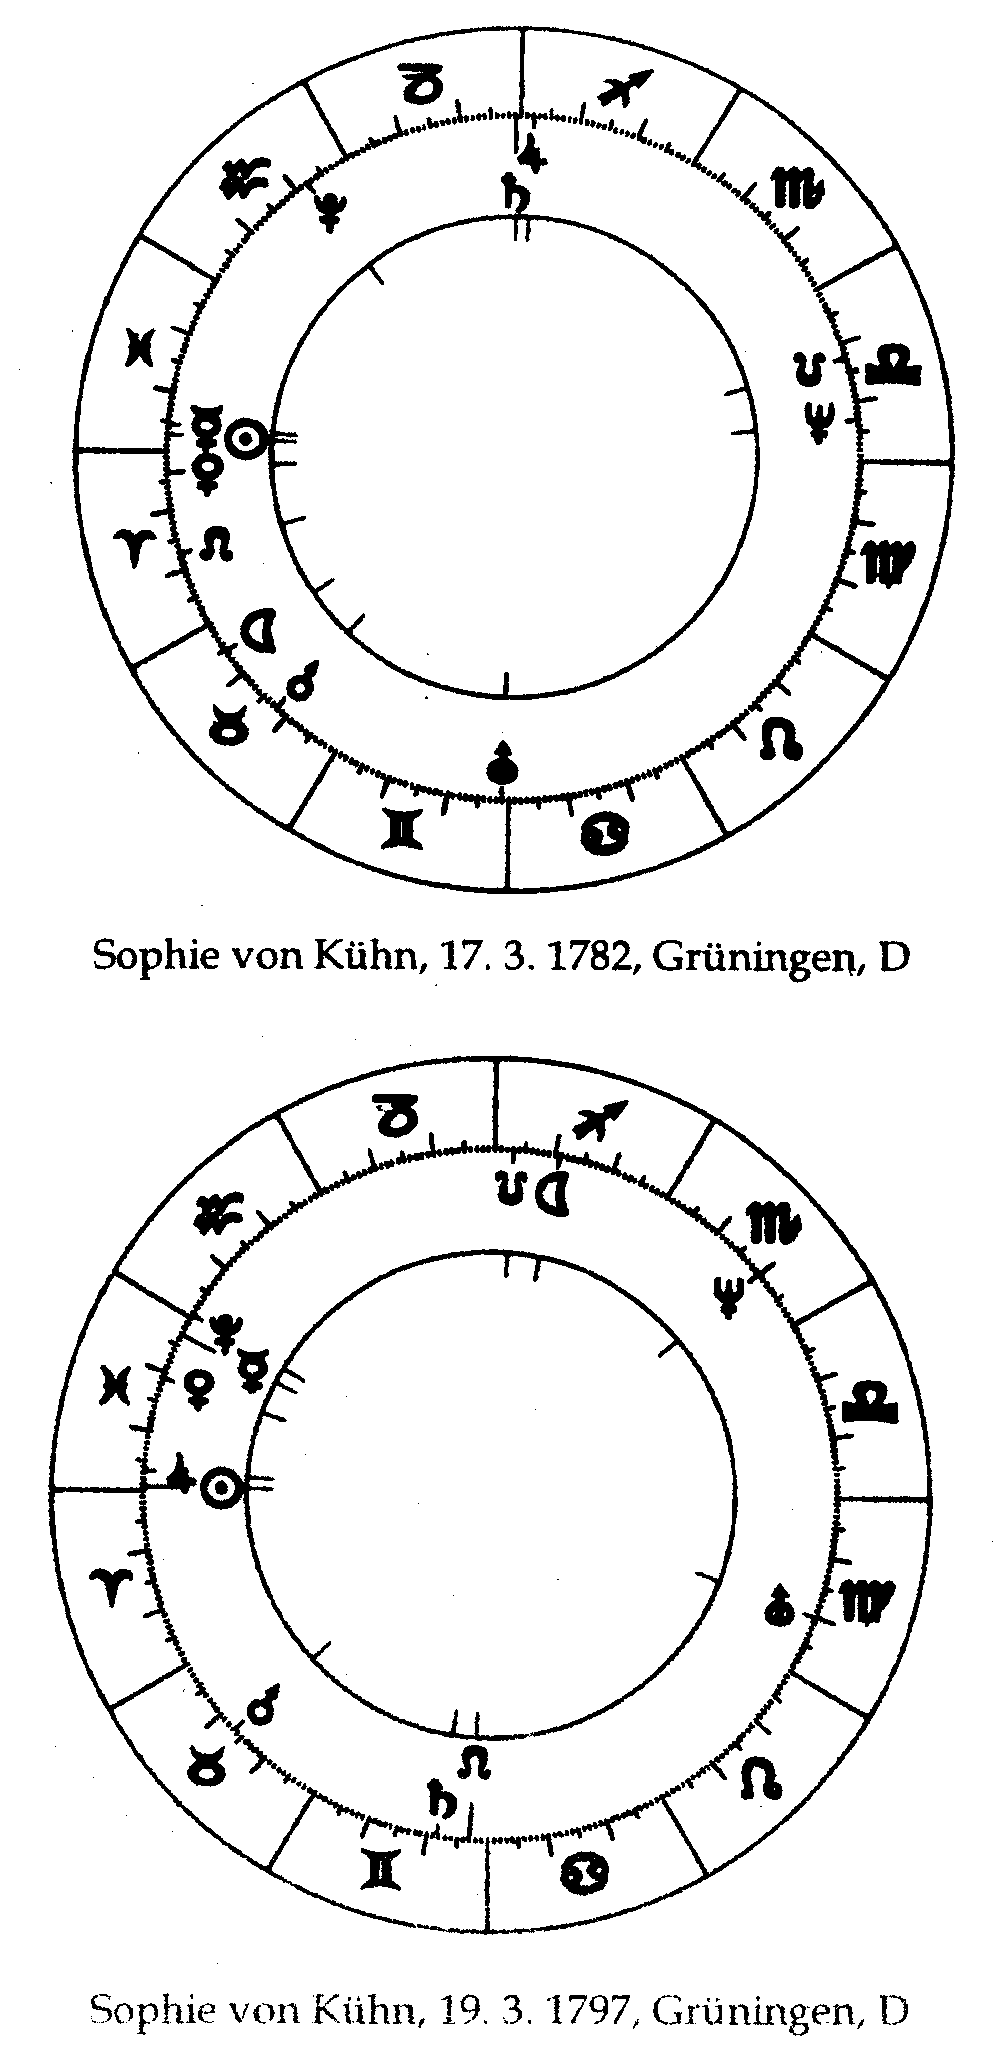 Sophie von Kühn, 17. 3. 1782, Grüningen, D
Sophie von Kühn, 19. 3. 1797, Grüningen, D